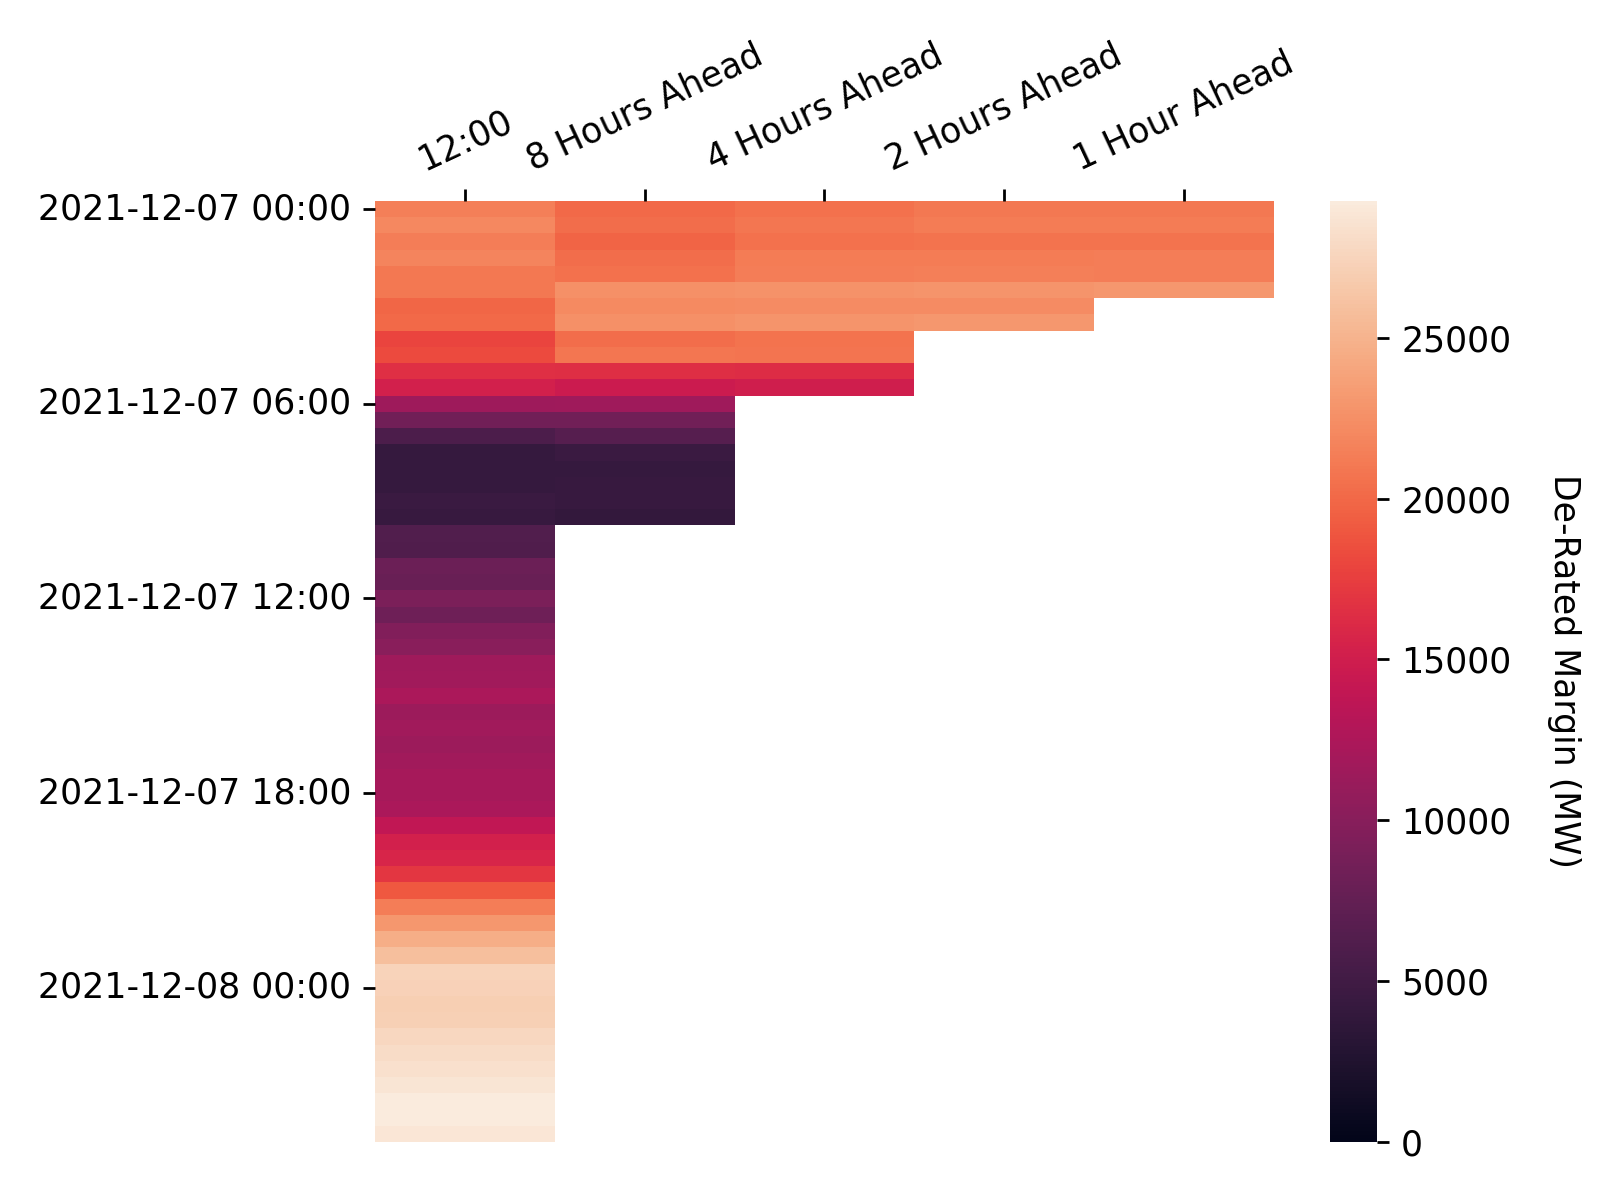 12:00
8 Hours Ahead
4 Hours Ahead
2 Hours Ahead
1 Hour Ahead
2021-12-07 00:00
2021-12-07 06:00
2021-12-07 12:00
2021-12-07 18:00
2021-12-08 00:00
25000
20000
15000
10000
5000
0
De-Rated Margin (MW)